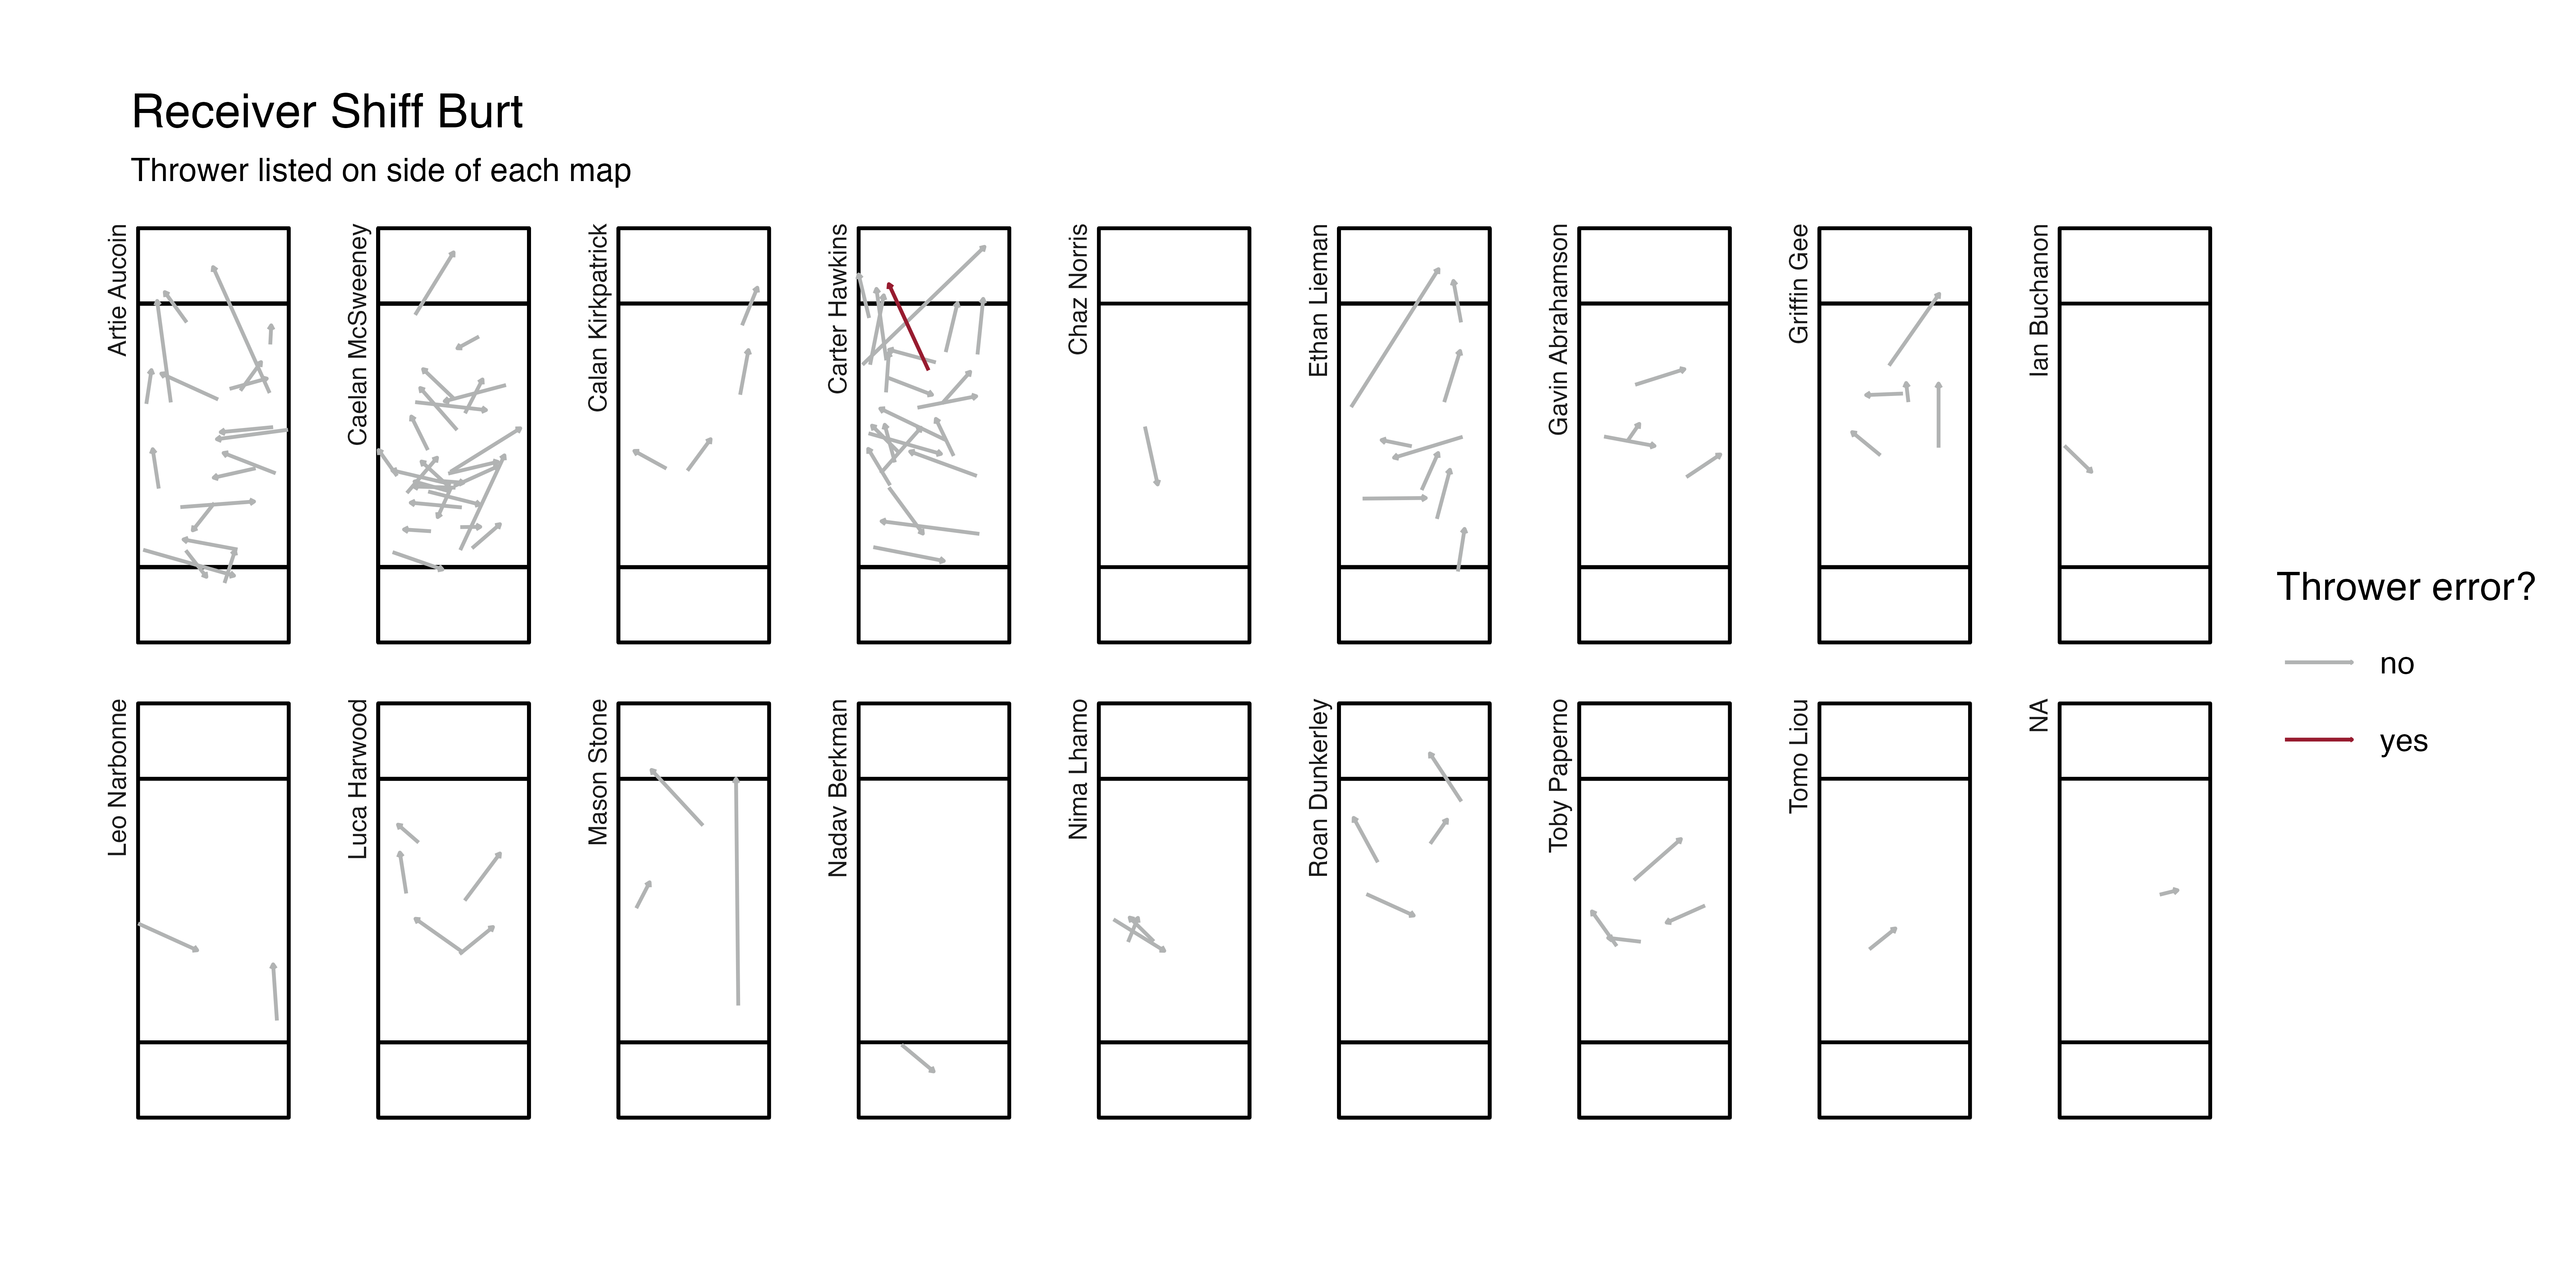 Receiver Shiff Burt
Thrower listed on side of each map
Artie Aucoin
Caelan McSweeney
Calan Kirkpatrick
Carter Hawkins
Chaz Norris
Ethan Lieman
Gavin Abrahamson
Griffin Gee
Ian Buchanon
Leo Narbonne
Luca Harwood
Mason Stone
Nadav Berkman
Nima Lhamo
Roan Dunkerley
Toby Paperno
Tomo Liou
NA
Thrower error?
no
yes